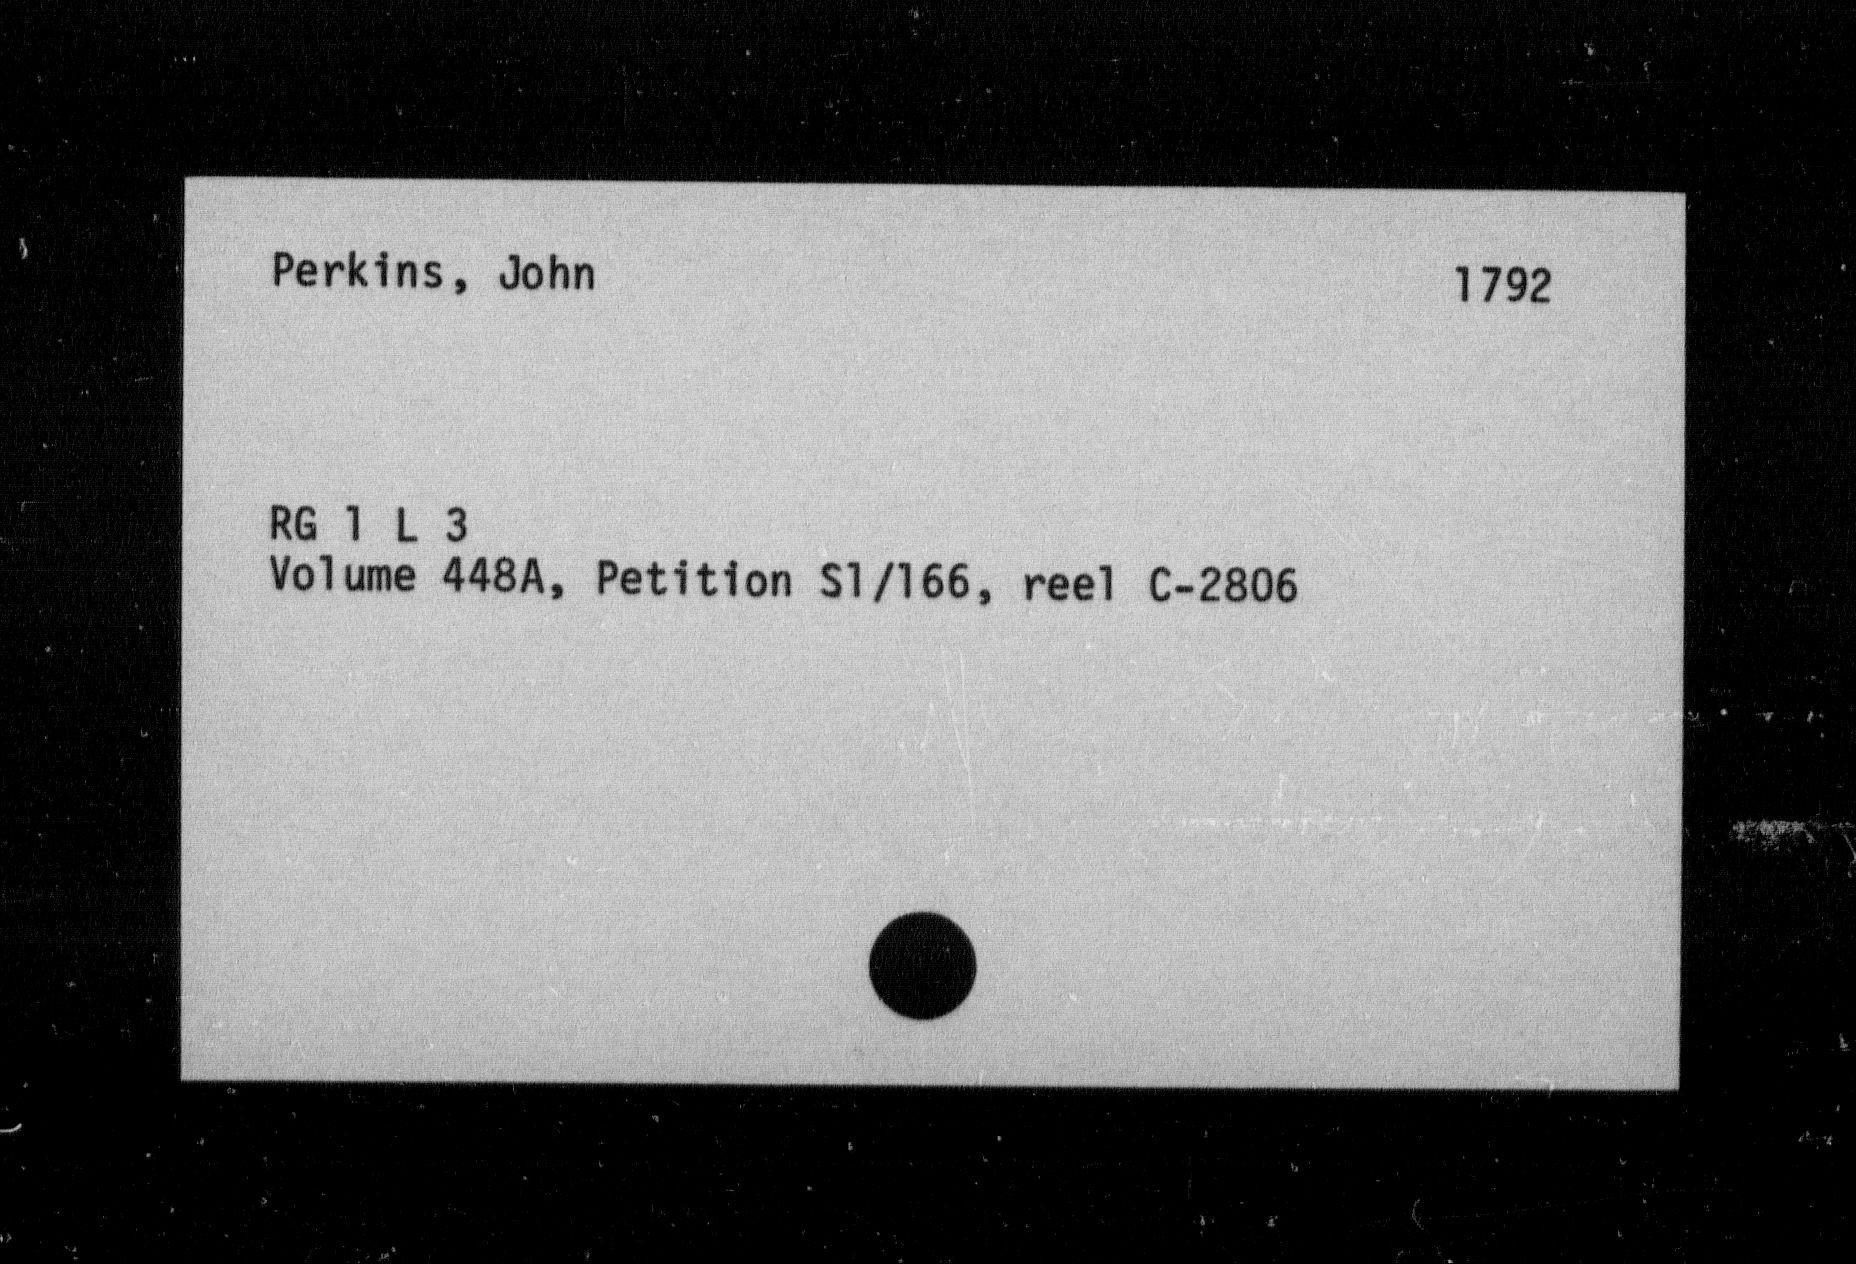 Perkins, John 1792
RG 1 L 3
Volume 448A, Petition S1/166, reel C-2806